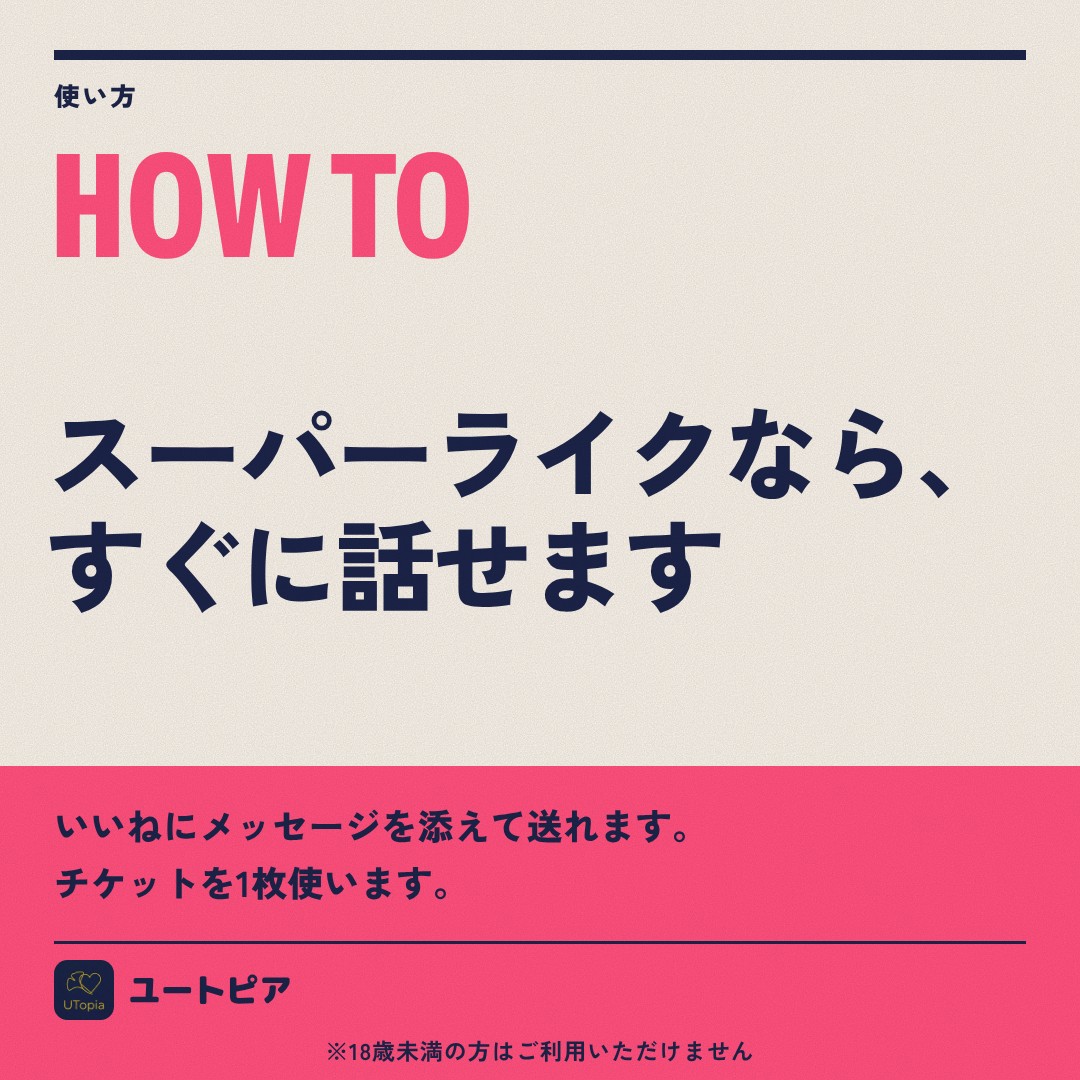 使い方
HOW TO
スーパーライクなら、
すぐに話せます
いいねにメッセージを添えて送れます。
チケットを1枚使います。
UTopia
ユートピア
※18歳未満の方はご利用いただけません